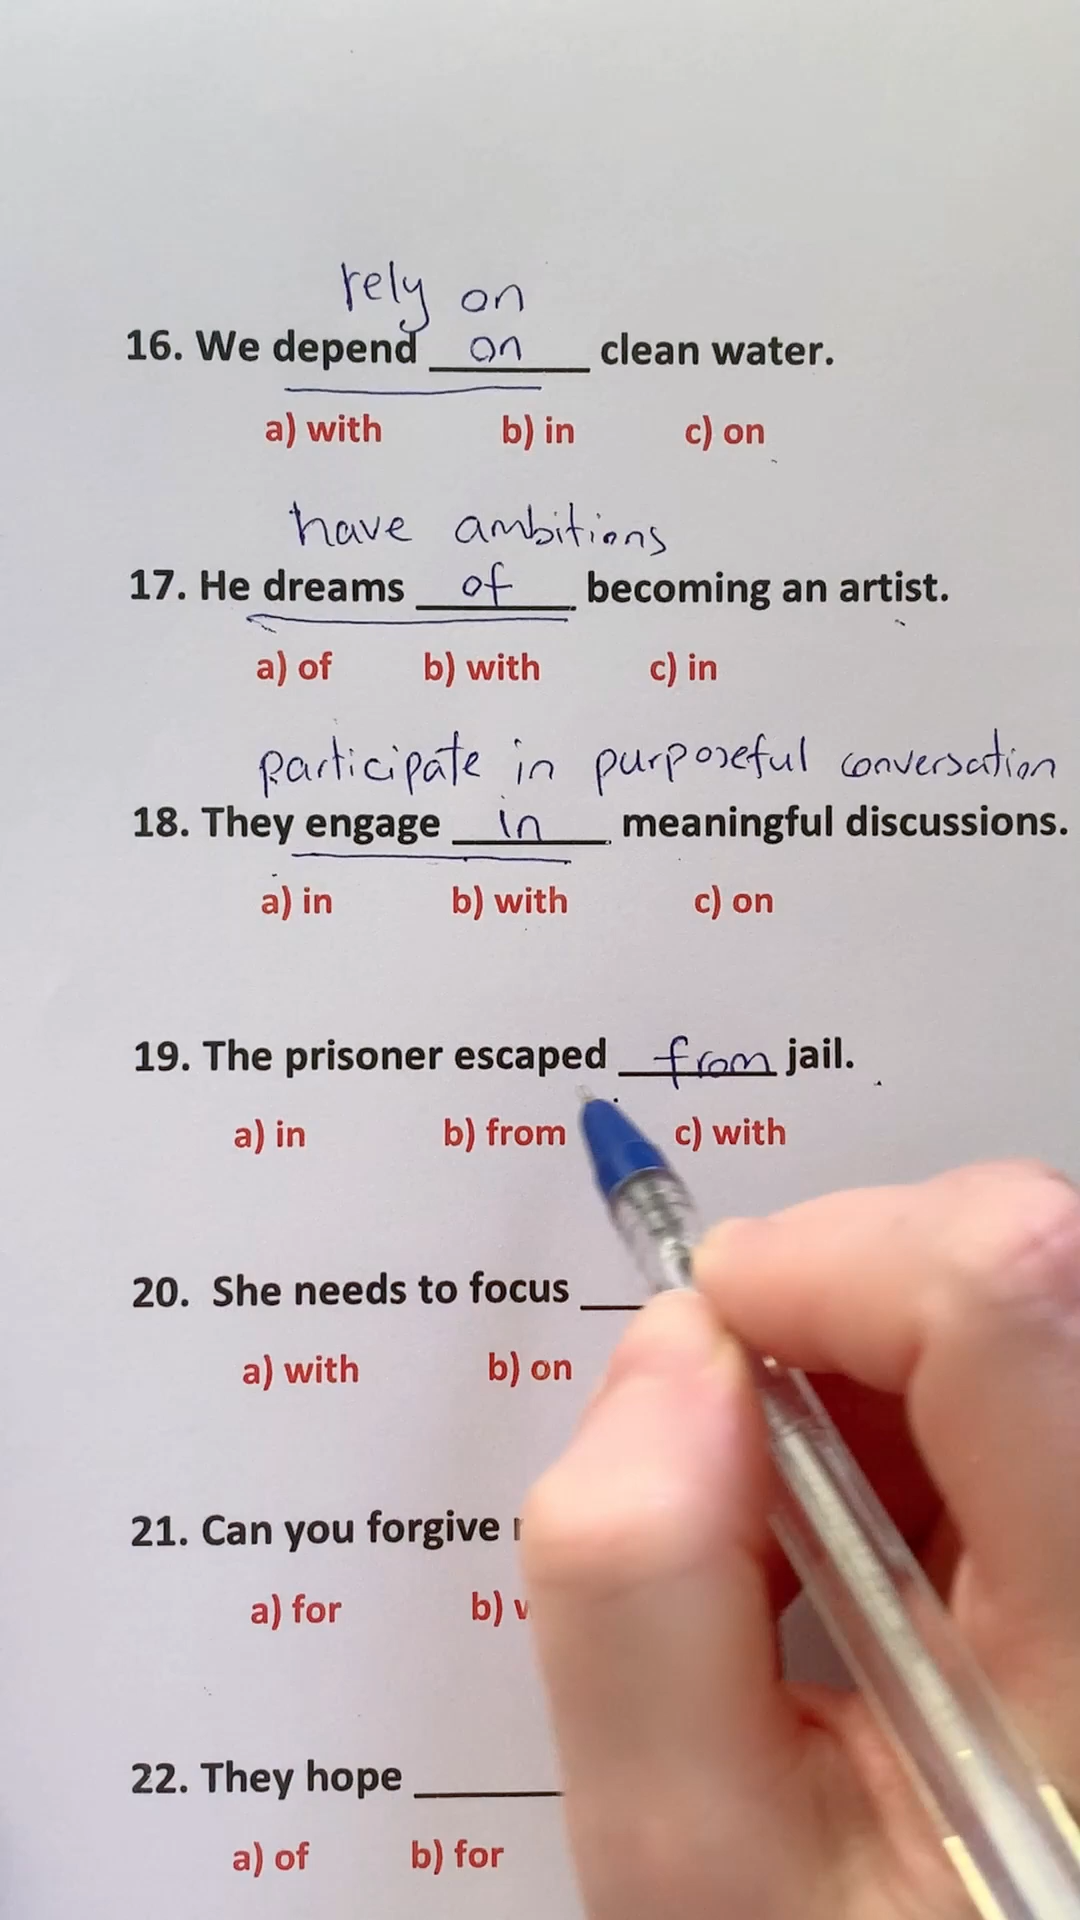 rely on
16. We depend on clean water.
a) with b) in c) on
have ambitions
17. He dreams of becoming an artist.
a) of b) with c) in
participate in purposeful conversation
18. They engage in meaningful discussions.
a) in b) with c) on
19. The prisoner escaped from jail.
a) in b) from c) with
20. She needs to focus
a) with b) on
21. Can you forgive
a) for b)
22. They hope
a) of b) for